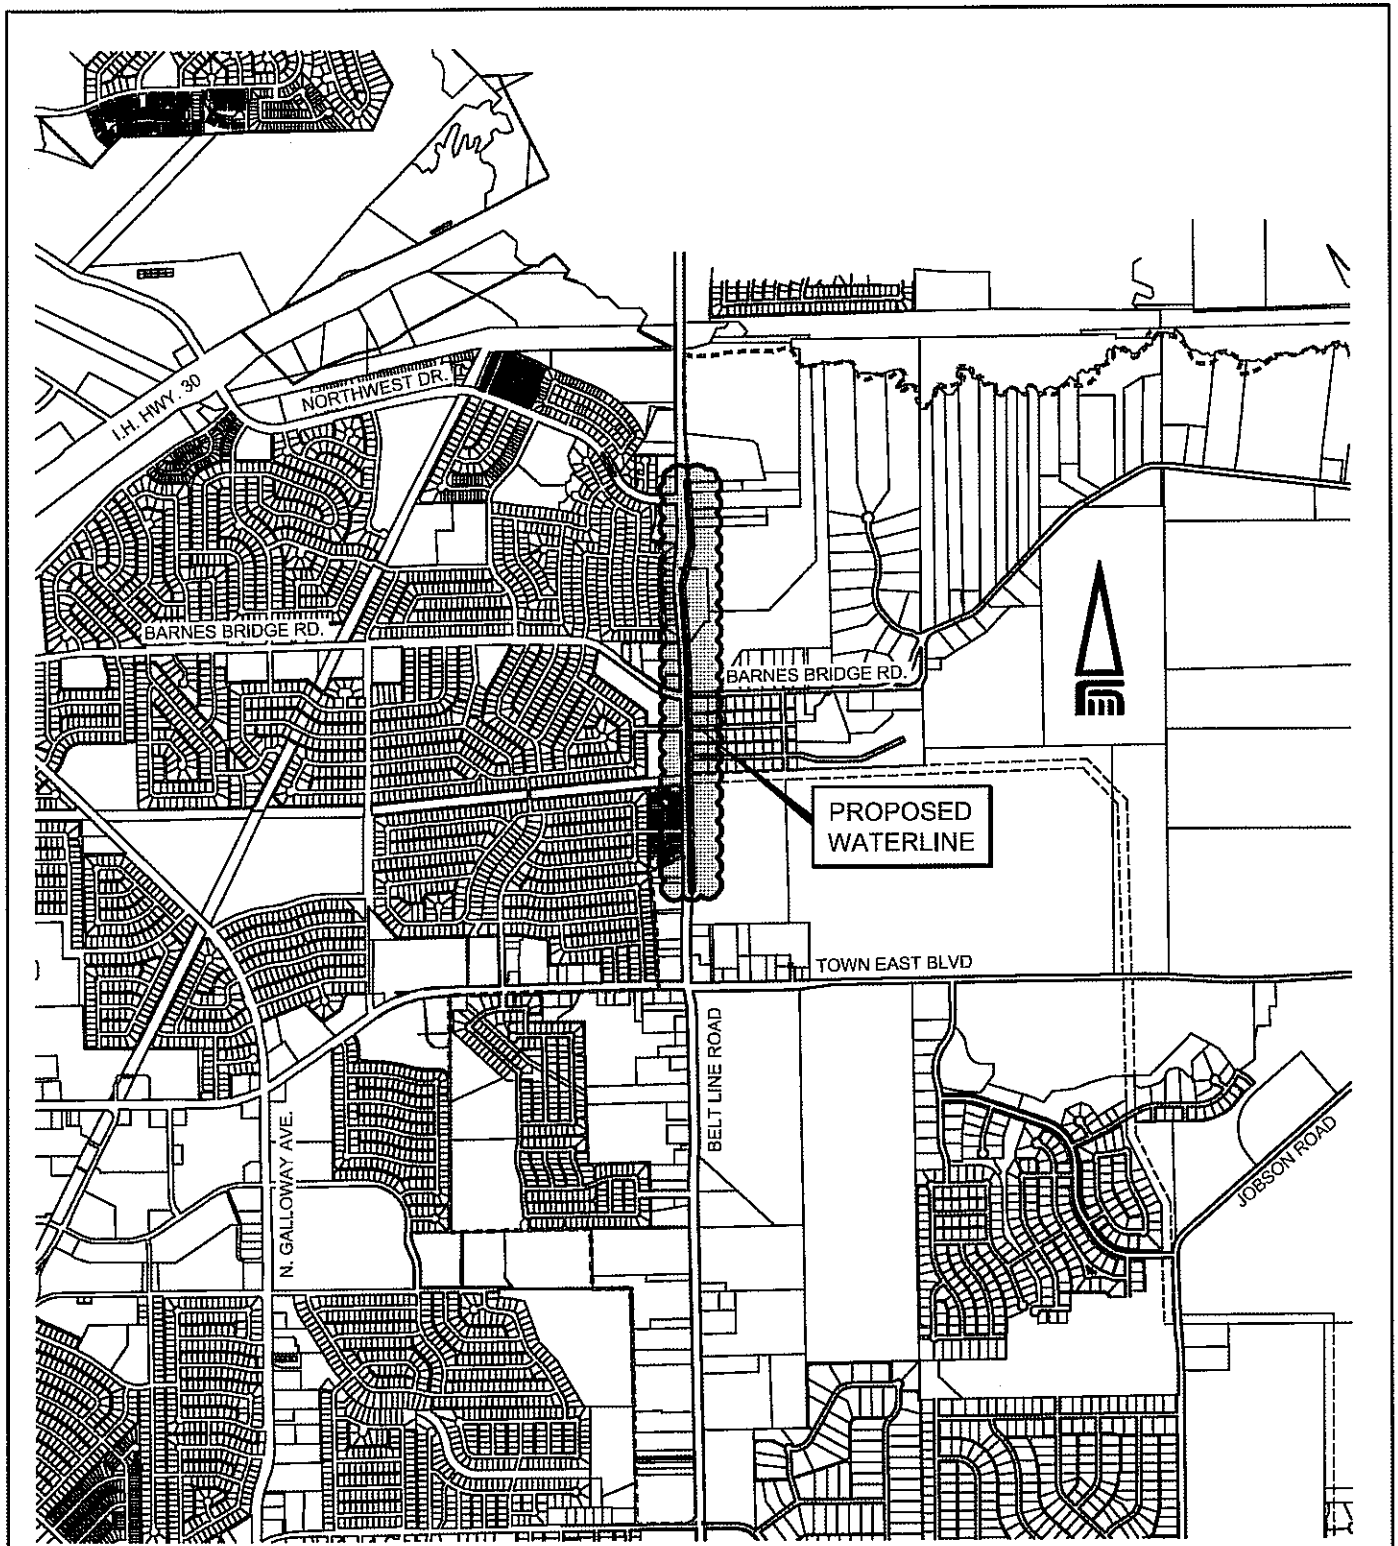 I.H. HWY. 30
NORTHWEST DR.
BARNES BRIDGE RD.
BARNES BRIDGE RD.
PROPOSED
WATERLINE
TOWN EAST BLVD
BELT LINE ROAD
N. GALLOWAY AVE.
JOBSON ROAD